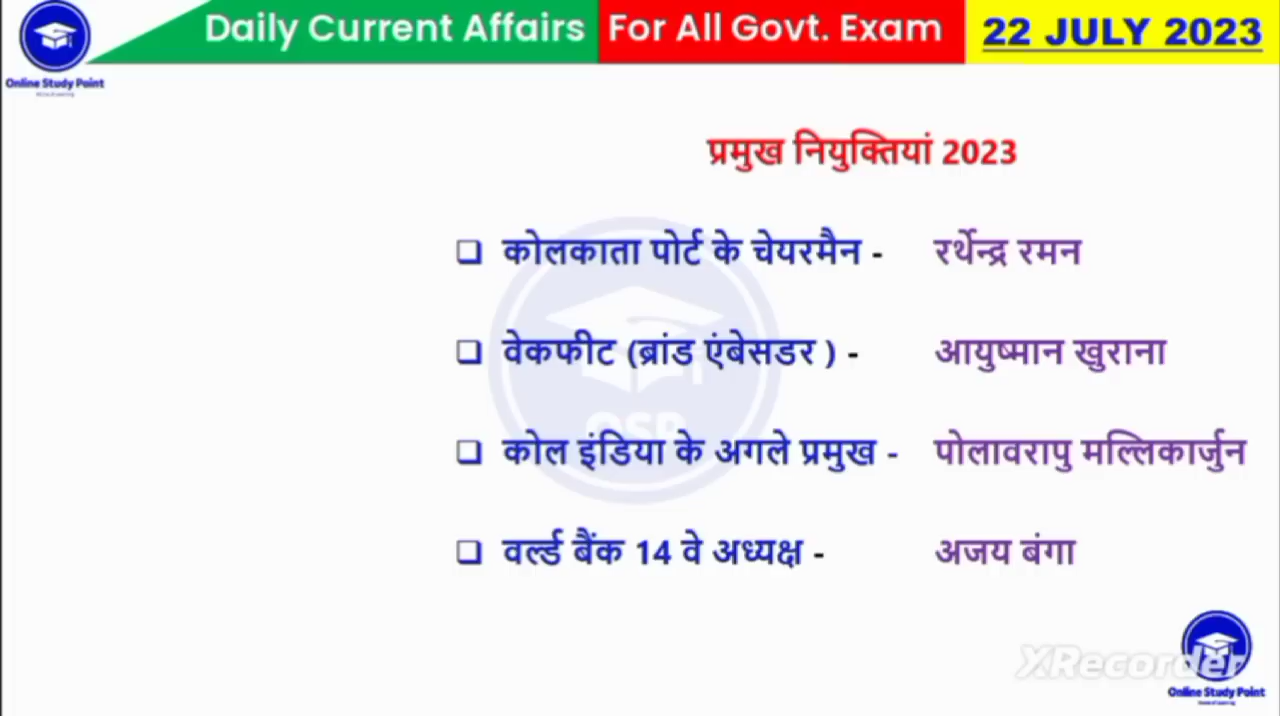 Daily Current Affairs For All Govt. Exam 22 JULY 2023
Online Study Point
प्रमुख नियुक्तियां 2023
❑ कोलकाता पोर्ट के चेयरमैन - रथेंन्द्र रमन
❑ वेकफीट (ब्रांड एंबेसडर ) - आयुष्मान खुराना
❑ कोल इंडिया के अगले प्रमुख - पोलावरापु मल्लिकार्जुन
❑ वर्ल्ड बैंक 14 वे अध्यक्ष - अजय बंगा
OSP
XRecorder
Online Study Point